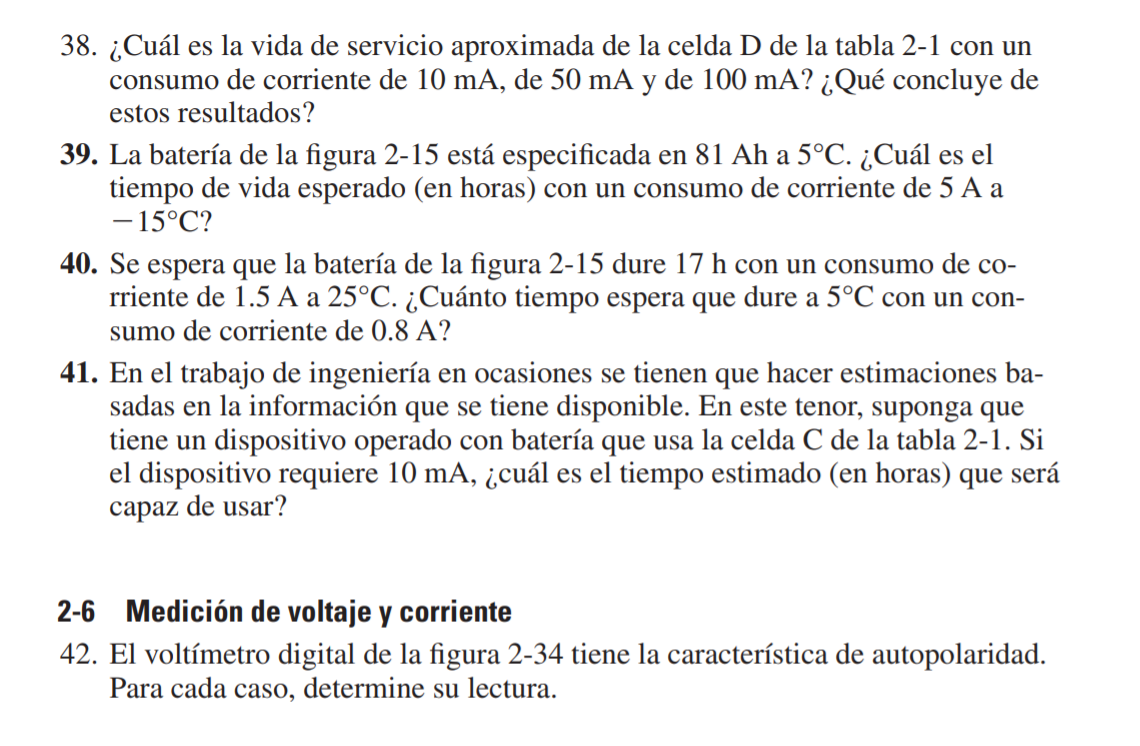 38. ¿Cuál es la vida de servicio aproximada de la celda D de la tabla 2-1 con un
consumo de corriente de 10 mA, de 50 mA y de 100 mA? ¿Qué concluye de
estos resultados?
39. La batería de la figura 2-15 está especificada en 81 Ah a 5°C. ¿Cuál es el
tiempo de vida esperado (en horas) con un consumo de corriente de 5 A a
−15°C?
40. Se espera que la batería de la figura 2-15 dure 17 h con un consumo de co-
rriente de 1.5 A a 25°C. ¿Cuánto tiempo espera que dure a 5°C con un con-
sumo de corriente de 0.8 A?
41. En el trabajo de ingeniería en ocasiones se tienen que hacer estimaciones ba-
sadas en la información que se tiene disponible. En este tenor, suponga que
tiene un dispositivo operado con batería que usa la celda C de la tabla 2-1. Si
el dispositivo requiere 10 mA, ¿cuál es el tiempo estimado (en horas) que será
capaz de usar?
2-6 Medición de voltaje y corriente
42. El voltímetro digital de la figura 2-34 tiene la característica de autopolaridad.
Para cada caso, determine su lectura.